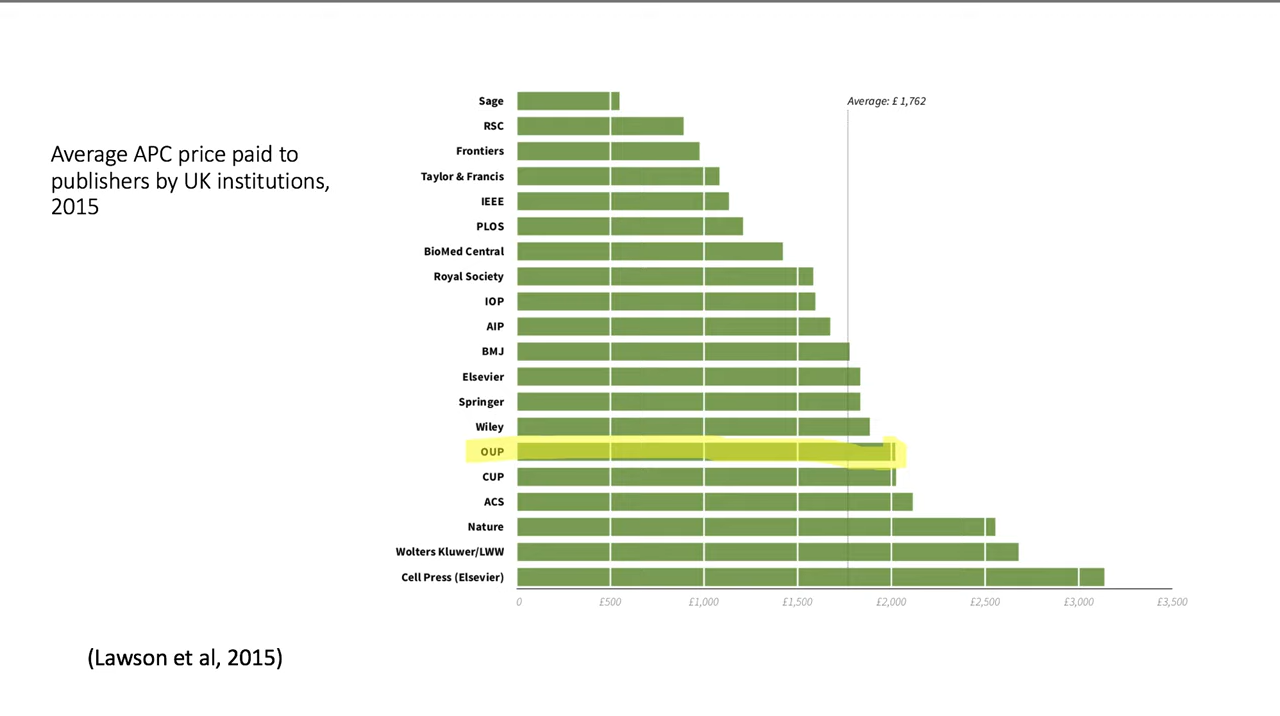 Average APC price paid to
publishers by UK institutions,
2015
Average: £ 1,762
Sage
RSC
Frontiers
Taylor & Francis
IEEE
PLOS
BioMed Central
Royal Society
IOP
AIP
BMJ
Elsevier
Springer
Wiley
OUP
CUP
ACS
Nature
Wolters Kluwer/LWW
Cell Press (Elsevier)
0 £500 £1,000 £1,500 £2,000 £2,500 £3,000 £3,500
(Lawson et al, 2015)